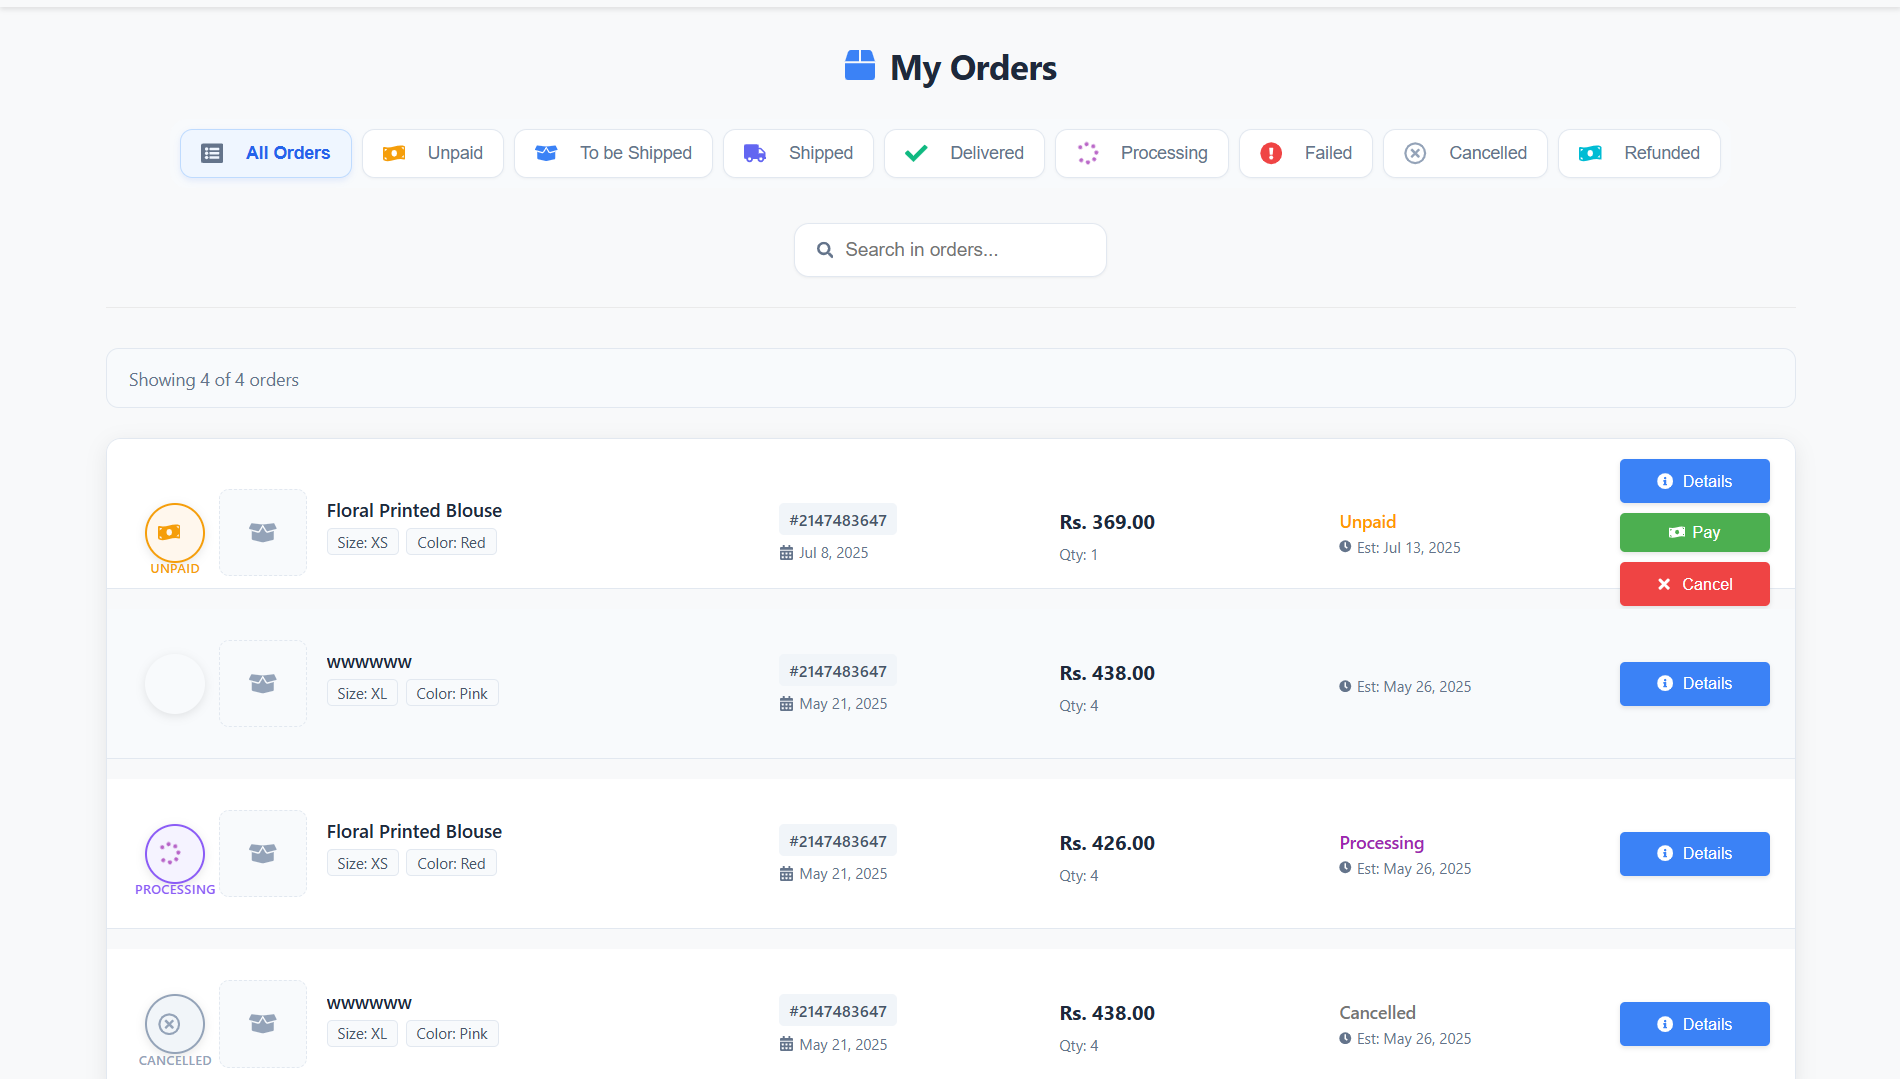 My Orders
All Orders
Unpaid
To be Shipped
Shipped
Delivered
Processing
Failed
Cancelled
Refunded
Search in orders...
Showing 4 of 4 orders
UNPAID
Floral Printed Blouse
Size: XS
Color: Red
#2147483647
Jul 8, 2025
Rs. 369.00
Qty: 1
Unpaid
Est: Jul 13, 2025
Details
Pay
Cancel
wwwwww
Size: XL
Color: Pink
#2147483647
May 21, 2025
Rs. 438.00
Qty: 4
Est: May 26, 2025
Details
PROCESSING
Floral Printed Blouse
Size: XS
Color: Red
#2147483647
May 21, 2025
Rs. 426.00
Qty: 4
Processing
Est: May 26, 2025
Details
CANCELLED
wwwwww
Size: XL
Color: Pink
#2147483647
May 21, 2025
Rs. 438.00
Qty: 4
Cancelled
Est: May 26, 2025
Details